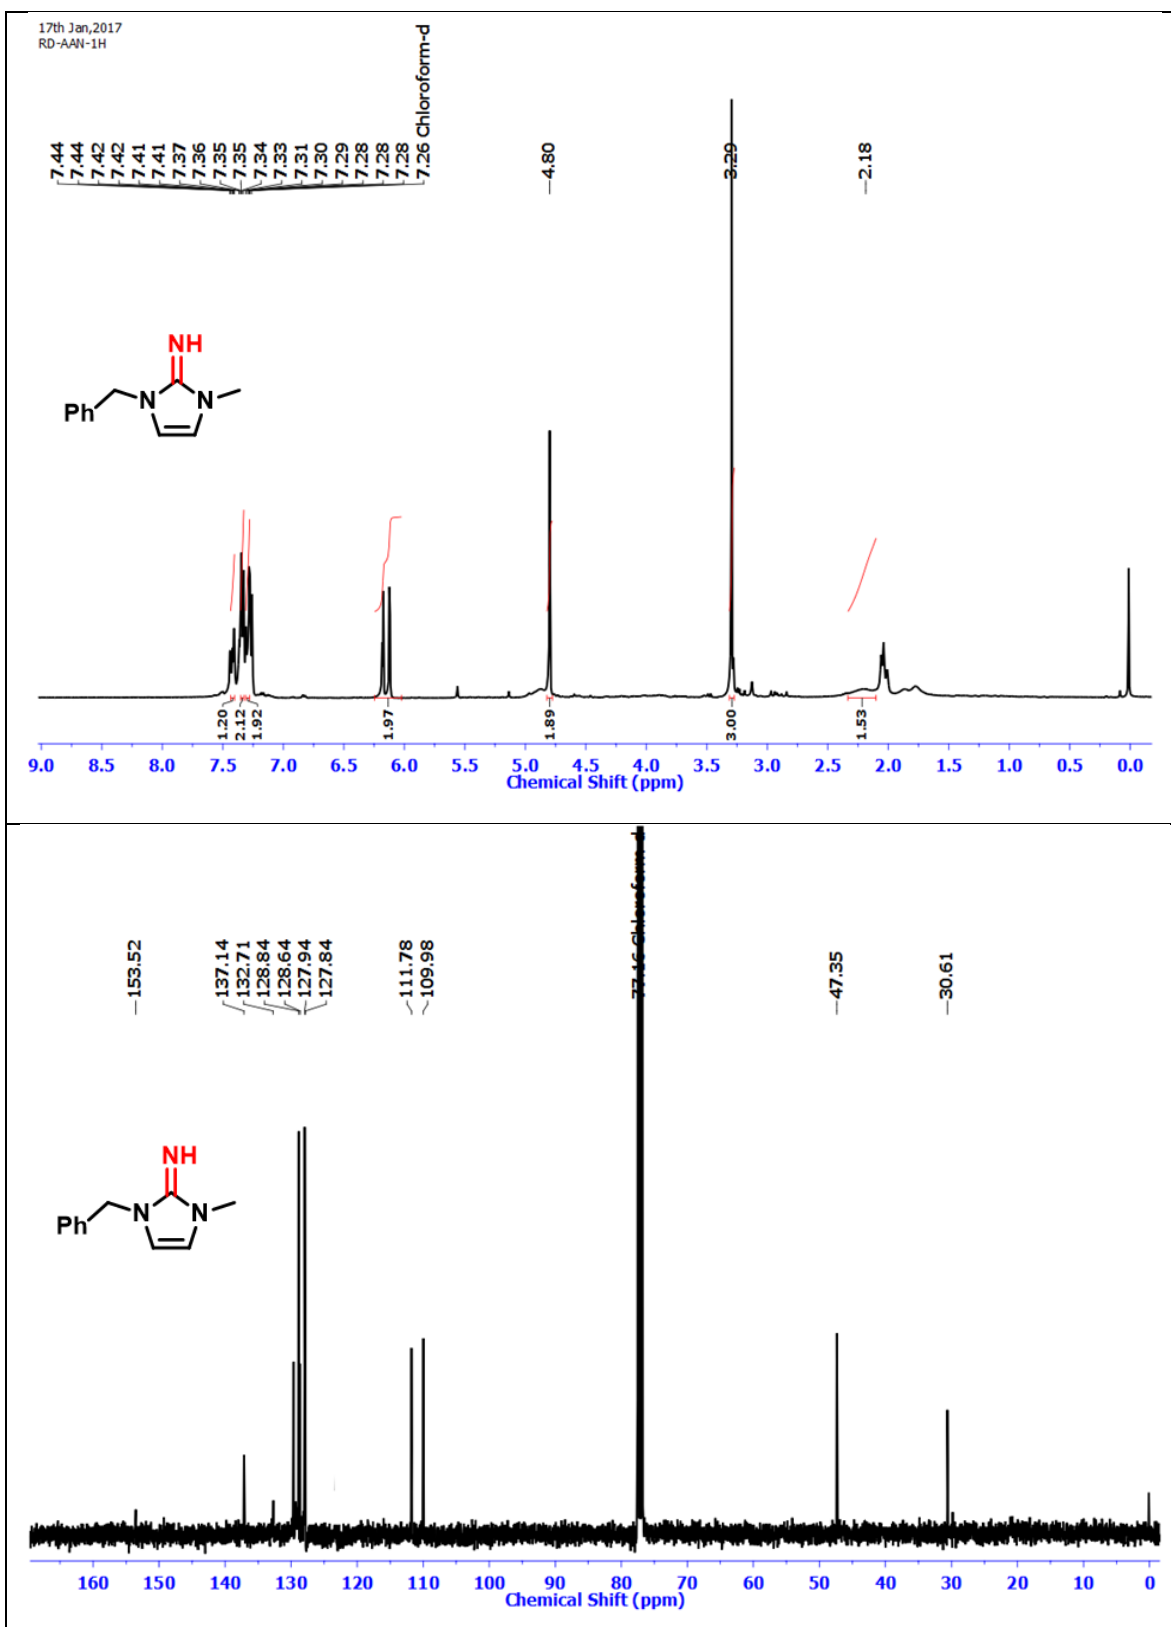 17th Jan,2017
RD-AAN-1H
7.44
7.44
7.42
7.42
7.41
7.41
7.37
7.36
7.35
7.35
7.34
7.33
7.31
7.30
7.29
7.28
7.28
7.28
7.26 Chloroform-d
4.80
3.29
2.18
NH
N
N
Ph
1.20
2.12
1.92
1.97
1.89
3.00
1.53
9.0 8.5 8.0 7.5 7.0 6.5 6.0 5.5 5.0 4.5 4.0 3.5 3.0 2.5 2.0 1.5 1.0 0.5 0.0
Chemical Shift (ppm)
153.52
137.14
132.71
128.84
128.64
127.94
127.84
111.78
109.98
77.16 Chloroform-d
47.35
30.61
NH
N
N
Ph
160 150 140 130 120 110 100 90 80 70 60 50 40 30 20 10 0
Chemical Shift (ppm)